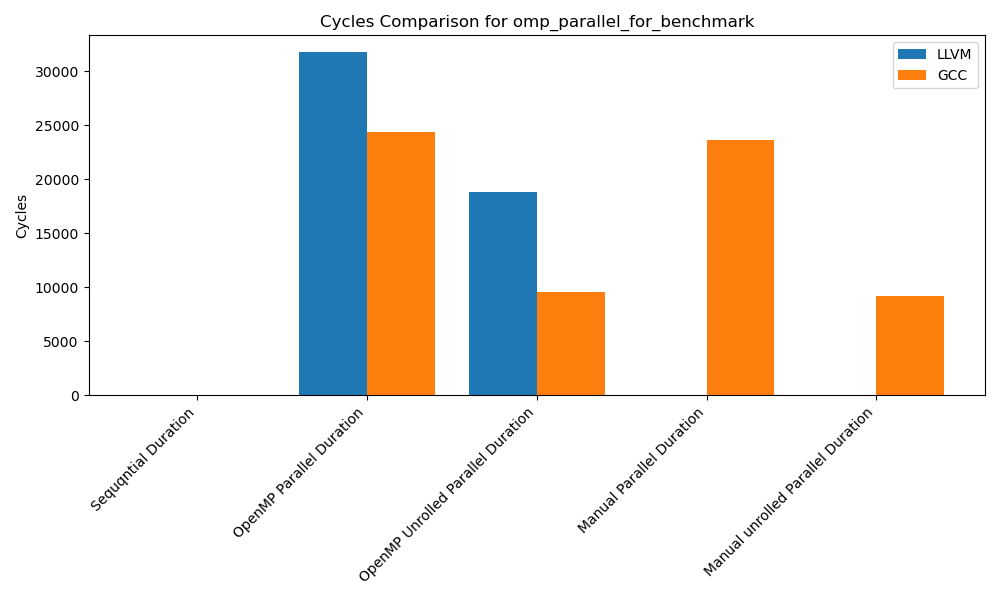 Cycles Comparison for omp_parallel_for_benchmark
LLVM
GCC
Cycles
30000
25000
20000
15000
10000
5000
0
Sequqntial Duration
OpenMP Parallel Duration
OpenMP Unrolled Parallel Duration
Manual Parallel Duration
Manual unrolled Parallel Duration